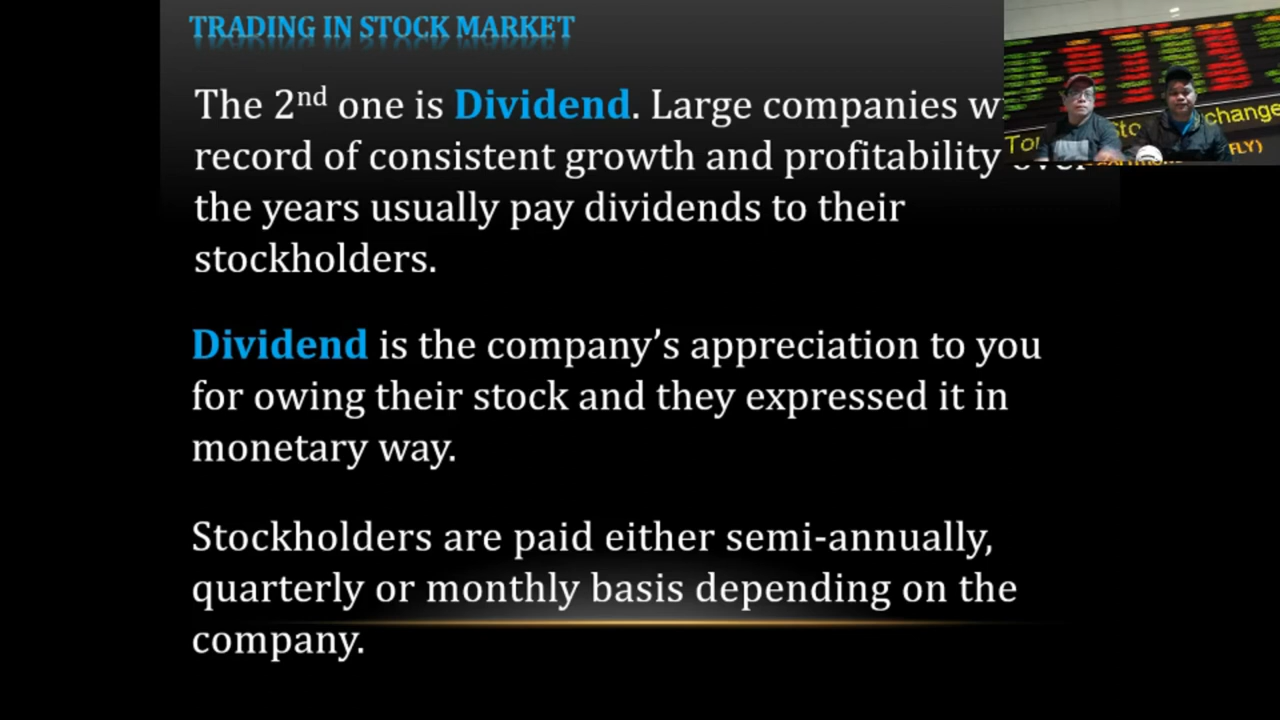 TRADING IN STOCK MARKET
The 2nd one is Dividend. Large companies
record of consistent growth and profitability
the years usually pay dividends to their
stockholders.
Dividend is the company’s appreciation to you
for owing their stock and they expressed it in
monetary way.
Stockholders are paid either semi-annually,
quarterly or monthly basis depending on the
company.
change
FLY)